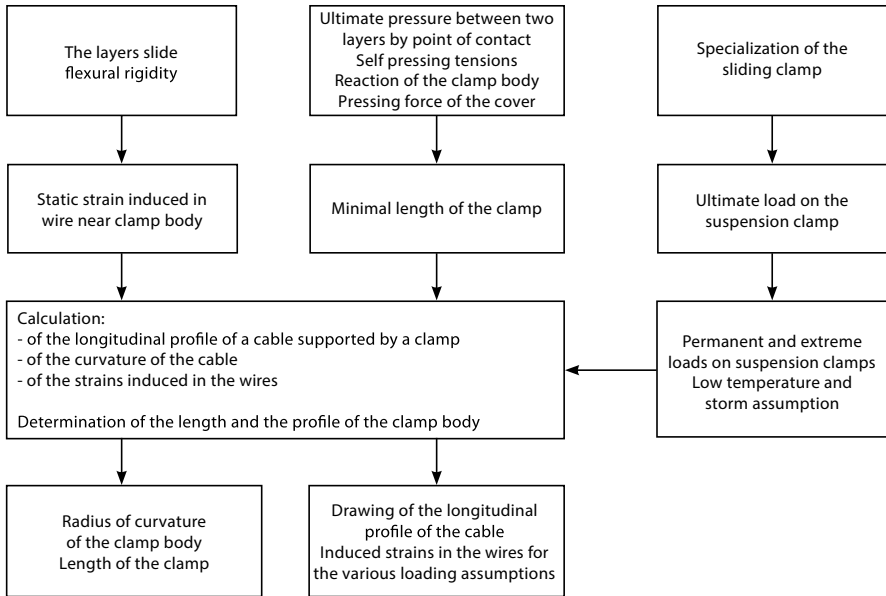 The layers slide
flexural rigidity
Ultimate pressure between two
layers by point of contact
Self pressing tensions
Reaction of the clamp body
Pressing force of the cover
Specialization of the
sliding clamp
Static strain induced in
wire near clamp body
Minimal length of the clamp
Ultimate load on the
suspension clamp
Calculation:
- of the longitudinal profile of a cable supported by a clamp
- of the curvature of the cable
- of the strains induced in the wires
Determination of the length and the profile of the clamp body
Permanent and extreme
loads on suspension clamps
Low temperature and
storm assumption
Radius of curvature
of the clamp body
Length of the clamp
Drawing of the longitudinal
profile of the cable
Induced strains in the wires for
the various loading assumptions